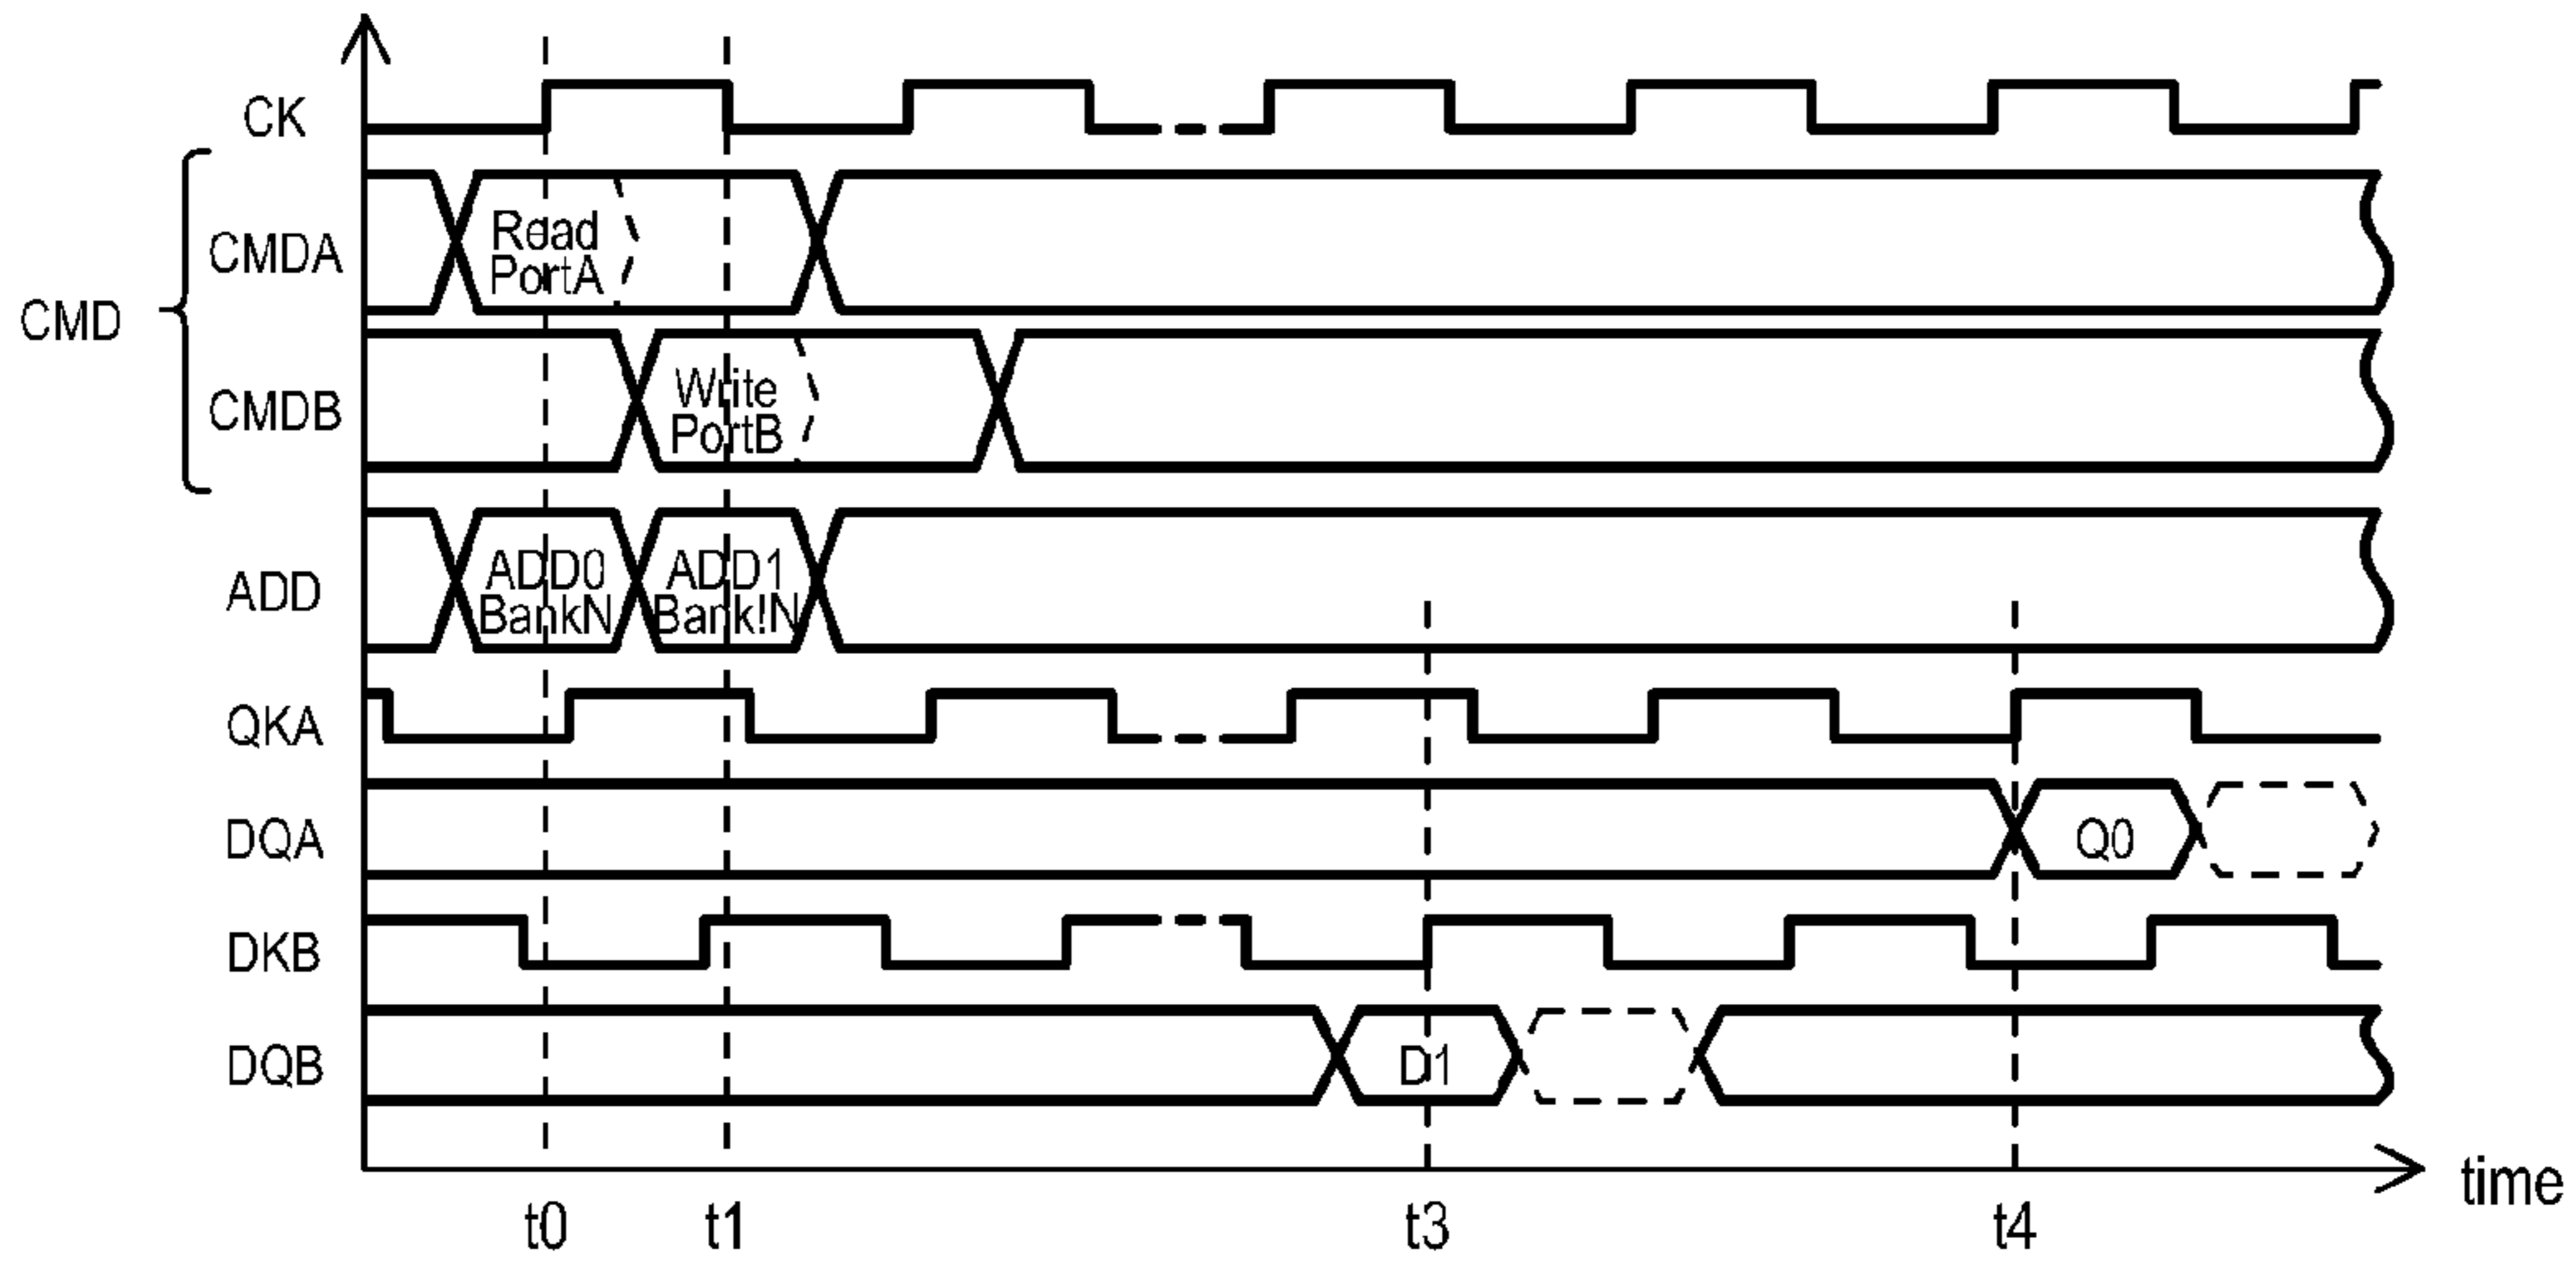 CK
CMD
CMDA
Read
PortA
CMDB
Write
PortB
ADD
ADD0
BankN
ADD1
Bank!N
QKA
DQA
Q0
DKB
DQB
D1
t0
t1
t3
t4
time